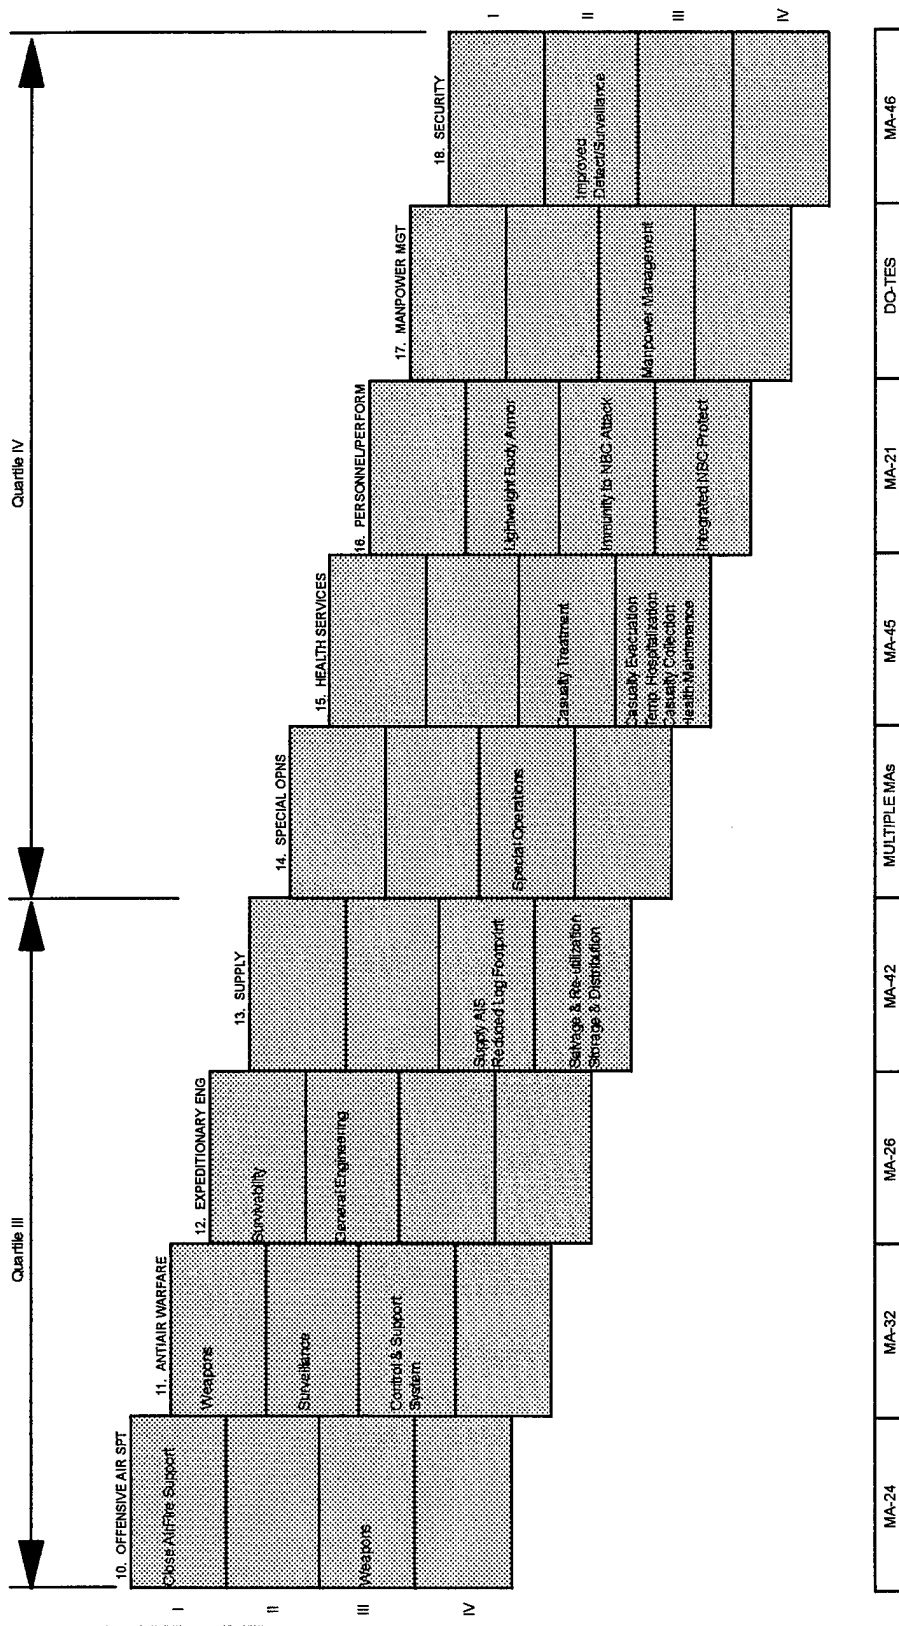 Quartile III
Quartile IV
10. OFFENSIVE AIR SPT
Close Air/Fire Support
Weapons
11. ANTIAIR WARFARE
Weapons
Surveillance
Control & Support
System
12. EXPEDITIONARY ENG
Survivability
General Engineering
13. SUPPLY
Supply AIS
Reduced Log Footprint
Salvage & Re-utilization
Storage & Distribution
14. SPECIAL OPNS
Special Operations
15. HEALTH SERVICES
Casualty Treatment
Casualty Evacuation
Temp. Hospitalization
Casualty Collection
Health Maintenance
16. PERSONNEL/PERFORM
Lightweight Body Armor
Immunity to NBC Attack
Integrated NBC Protect
17. MANPOWER MGT
Manpower Management
18. SECURITY
Improved
Detect/Surveillance
I
II
III
IV
I
II
III
IV
MA-24
MA-32
MA-26
MA-42
MULTIPLE MAs
MA-45
MA-21
DO-TES
MA-46